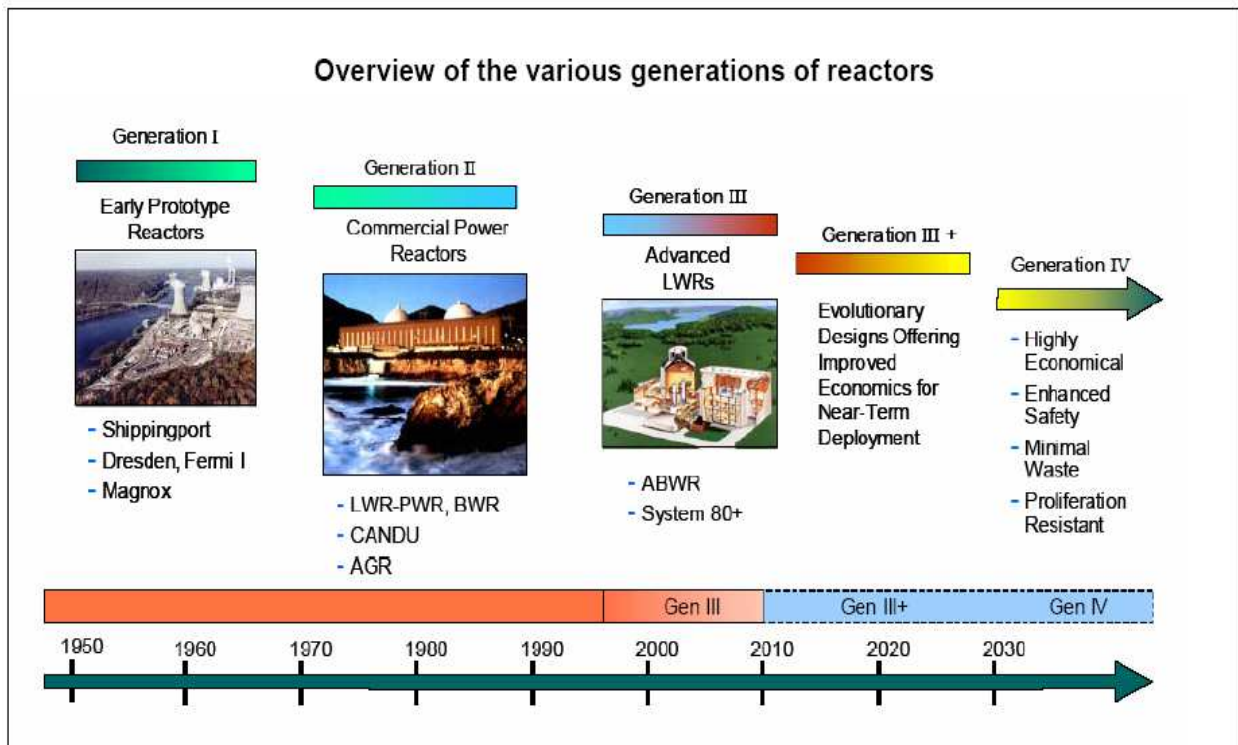 Overview of the various generations of reactors
Generation I
Early Prototype
Reactors
- Shippingport
- Dresden, Fermi I
- Magnox
Generation II
Commercial Power
Reactors
- LWR-PWR, BWR
- CANDU
- AGR
Generation III
Advanced
LWRs
- ABWR
- System 80+
Generation III +
Evolutionary
Designs Offering
Improved
Economics for
Near-Term
Deployment
Generation IV
- Highly
Economical
- Enhanced
Safety
- Minimal
Waste
- Proliferation
Resistant
Gen III
Gen III+
Gen IV
1950
1960
1970
1980
1990
2000
2010
2020
2030